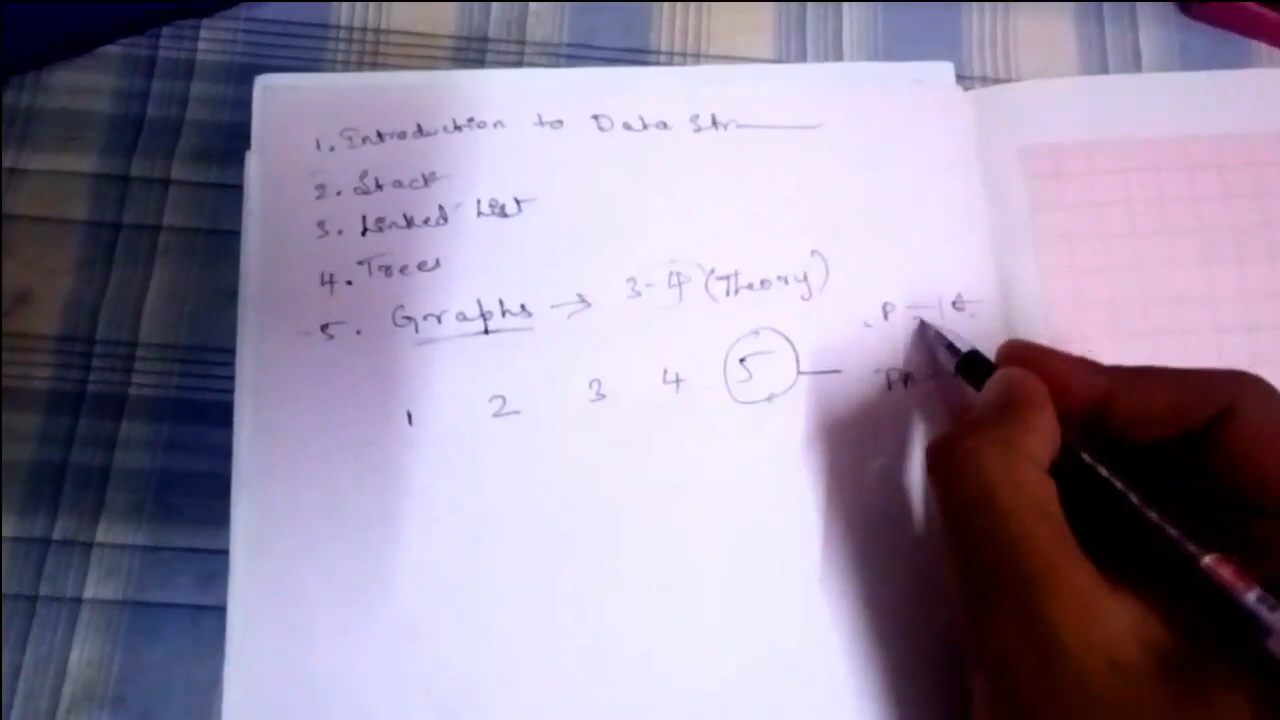 1. Introduction to Data Str
2. Stack
3. Linked List
4. Trees
5. Graphs → 3-4 (Theory)
1 2 3 4 5